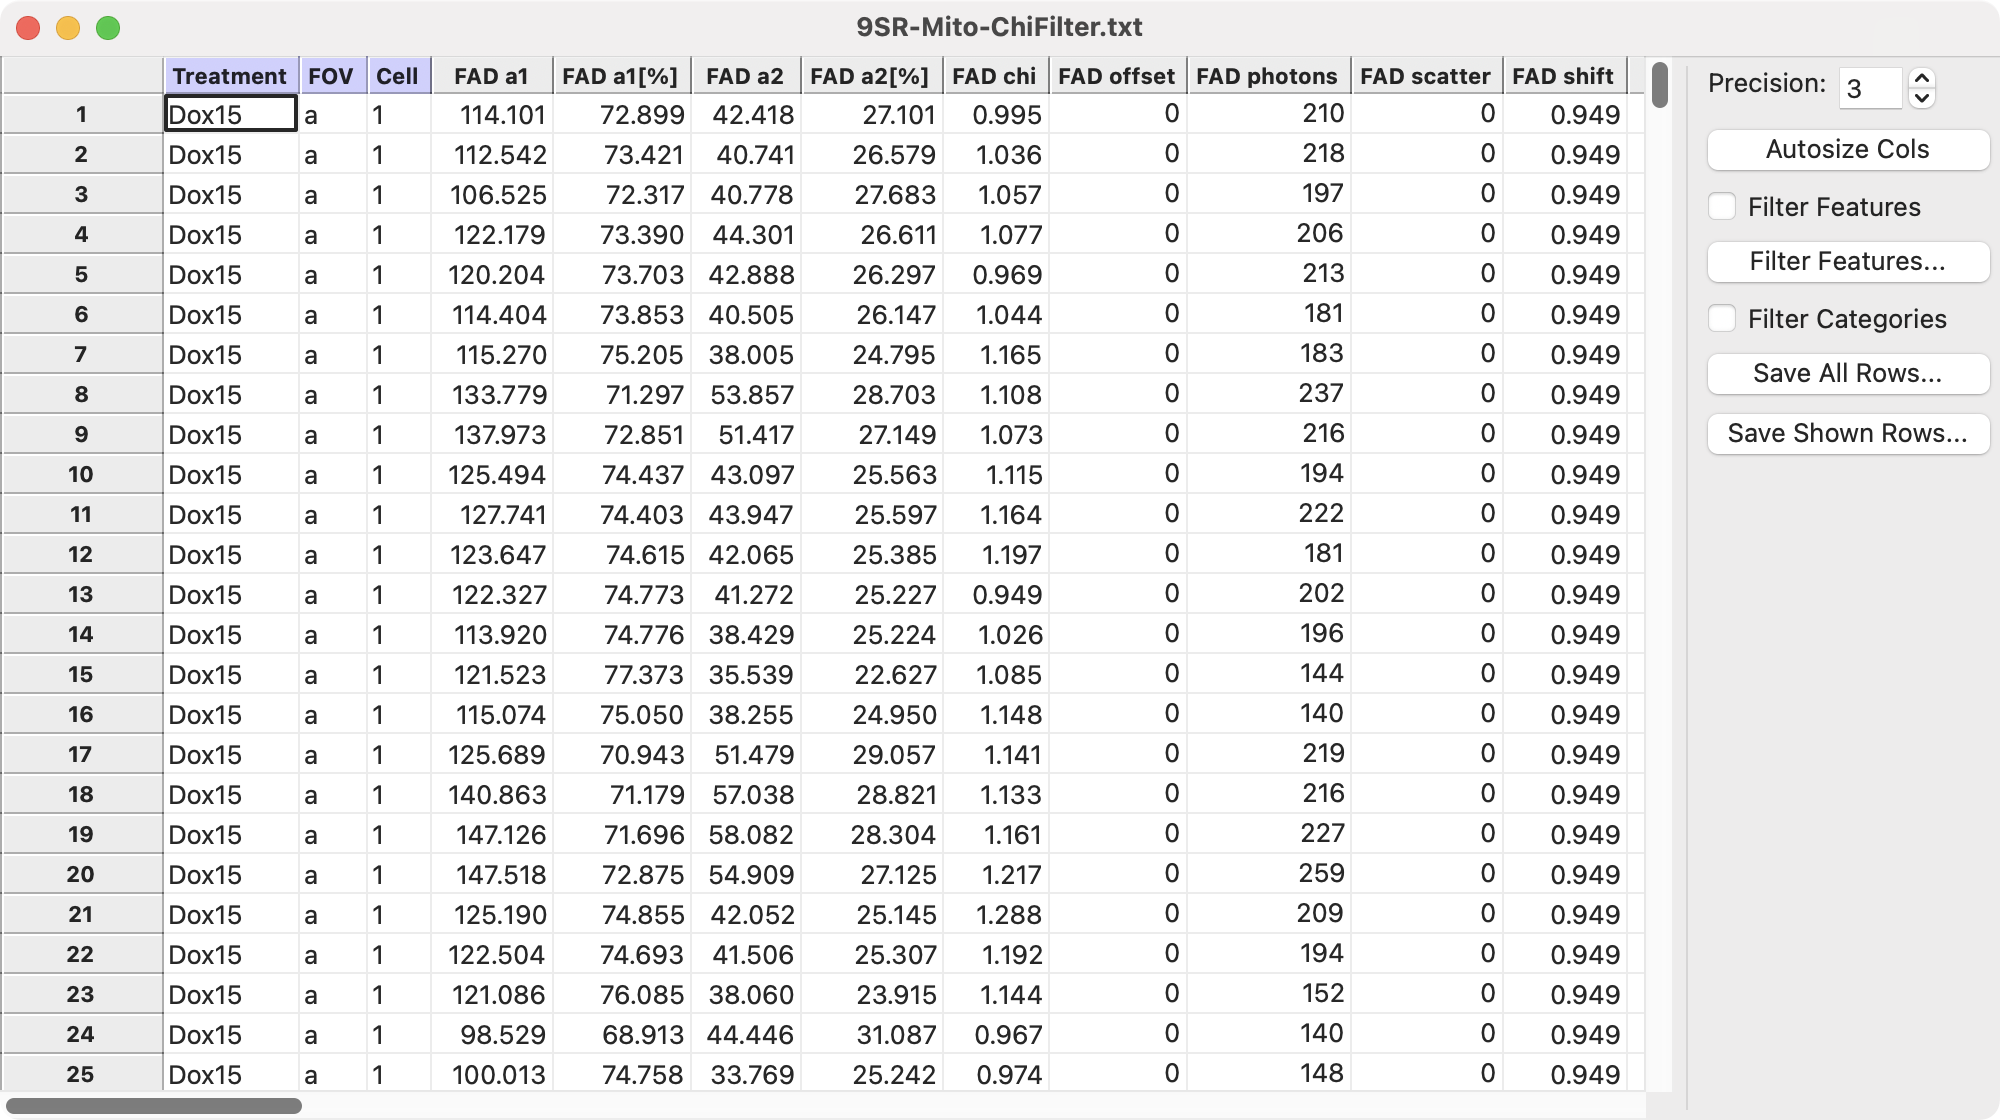 9SR-Mito-ChiFilter.txt
Treatment FOV Cell FAD a1 FAD a1[%] FAD a2 FAD a2[%] FAD chi FAD offset FAD photons FAD scatter FAD shift
1 Dox15 a 1 114.101 72.899 42.418 27.101 0.995 0 210 0 0.949
2 Dox15 a 1 112.542 73.421 40.741 26.579 1.036 0 218 0 0.949
3 Dox15 a 1 106.525 72.317 40.778 27.683 1.057 0 197 0 0.949
4 Dox15 a 1 122.179 73.390 44.301 26.611 1.077 0 206 0 0.949
5 Dox15 a 1 120.204 73.703 42.888 26.297 0.969 0 213 0 0.949
6 Dox15 a 1 114.404 73.853 40.505 26.147 1.044 0 181 0 0.949
7 Dox15 a 1 115.270 75.205 38.005 24.795 1.165 0 183 0 0.949
8 Dox15 a 1 133.779 71.297 53.857 28.703 1.108 0 237 0 0.949
9 Dox15 a 1 137.973 72.851 51.417 27.149 1.073 0 216 0 0.949
10 Dox15 a 1 125.494 74.437 43.097 25.563 1.115 0 194 0 0.949
11 Dox15 a 1 127.741 74.403 43.947 25.597 1.164 0 222 0 0.949
12 Dox15 a 1 123.647 74.615 42.065 25.385 1.197 0 181 0 0.949
13 Dox15 a 1 122.327 74.773 41.272 25.227 0.949 0 202 0 0.949
14 Dox15 a 1 113.920 74.776 38.429 25.224 1.026 0 196 0 0.949
15 Dox15 a 1 121.523 77.373 35.539 22.627 1.085 0 144 0 0.949
16 Dox15 a 1 115.074 75.050 38.255 24.950 1.148 0 140 0 0.949
17 Dox15 a 1 125.689 70.943 51.479 29.057 1.141 0 219 0 0.949
18 Dox15 a 1 140.863 71.179 57.038 28.821 1.133 0 216 0 0.949
19 Dox15 a 1 147.126 71.696 58.082 28.304 1.161 0 227 0 0.949
20 Dox15 a 1 147.518 72.875 54.909 27.125 1.217 0 259 0 0.949
21 Dox15 a 1 125.190 74.855 42.052 25.145 1.288 0 209 0 0.949
22 Dox15 a 1 122.504 74.693 41.506 25.307 1.192 0 194 0 0.949
23 Dox15 a 1 121.086 76.085 38.060 23.915 1.144 0 152 0 0.949
24 Dox15 a 1 98.529 68.913 44.446 31.087 0.967 0 140 0 0.949
25 Dox15 a 1 100.013 74.758 33.769 25.242 0.974 0 148 0 0.949
Precision: 3
Autosize Cols
Filter Features
Filter Features...
Filter Categories
Save All Rows...
Save Shown Rows...